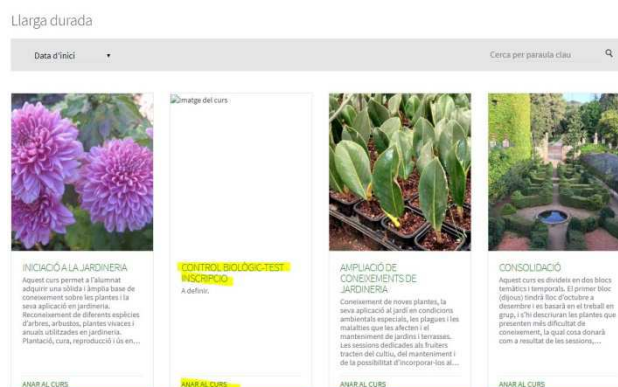 Llarga durada
Data d'inici
Cerca per paraula clau
Imatge del curs
INICIACIÓ A LA JARDINERIA
Aquest curs permet a l'alumnat
adquirir una sòlida i àmplia base de
coneixement sobre les plantes i la
seva aplicació en jardineria.
Reconeixement de diferents espècies
d'arbres, arbustos, plantes vivaces i
anuals utilitzades en jardineria.
Plantació, cura, reproducció i ús en...
ANAR AL CURS
CONTROL BIOLÒGIC-TEST
INSCRIPCIO
A definir.
ANAR AL CURS
AMPLIACIÓ DE
CONEIXEMENTS DE
JARDINERIA
Coneixement de noves plantes, la
seva aplicació al jardí en condicions
ambientals especials, les plagues i les
malalties que les afecten i el
manteniment de jardins i terrasses.
Les sessions dedicades als fruiters
tracten del cultiu, del manteniment i
de la possibilitat d'incorporar-los al...
ANAR AL CURS
CONSOLIDACIÓ
Aquest curs es divideix en dos blocs
temàtics i temporals. El primer bloc
(dijous) tindrà lloc d'octubre a
desembre i es basarà en el treball en
grup, i s'hi descriuran les plantes que
presenten més dificultat de
coneixement, la qual cosa donarà
com a resultat de les sessions,...
ANAR AL CURS